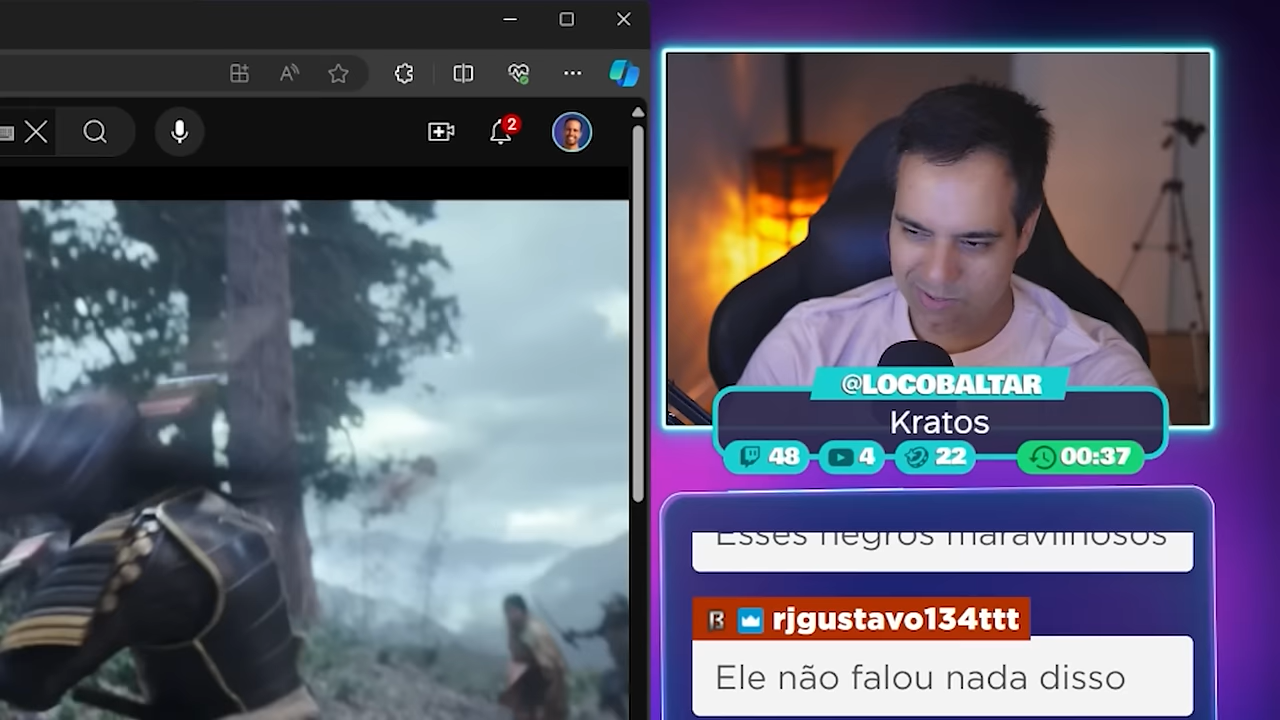 2
@LOCOBALTAR
Kratos
48 4 22 00:37
Esses negros maravilhosos
rjgustavo134ttt
Ele não falou nada disso